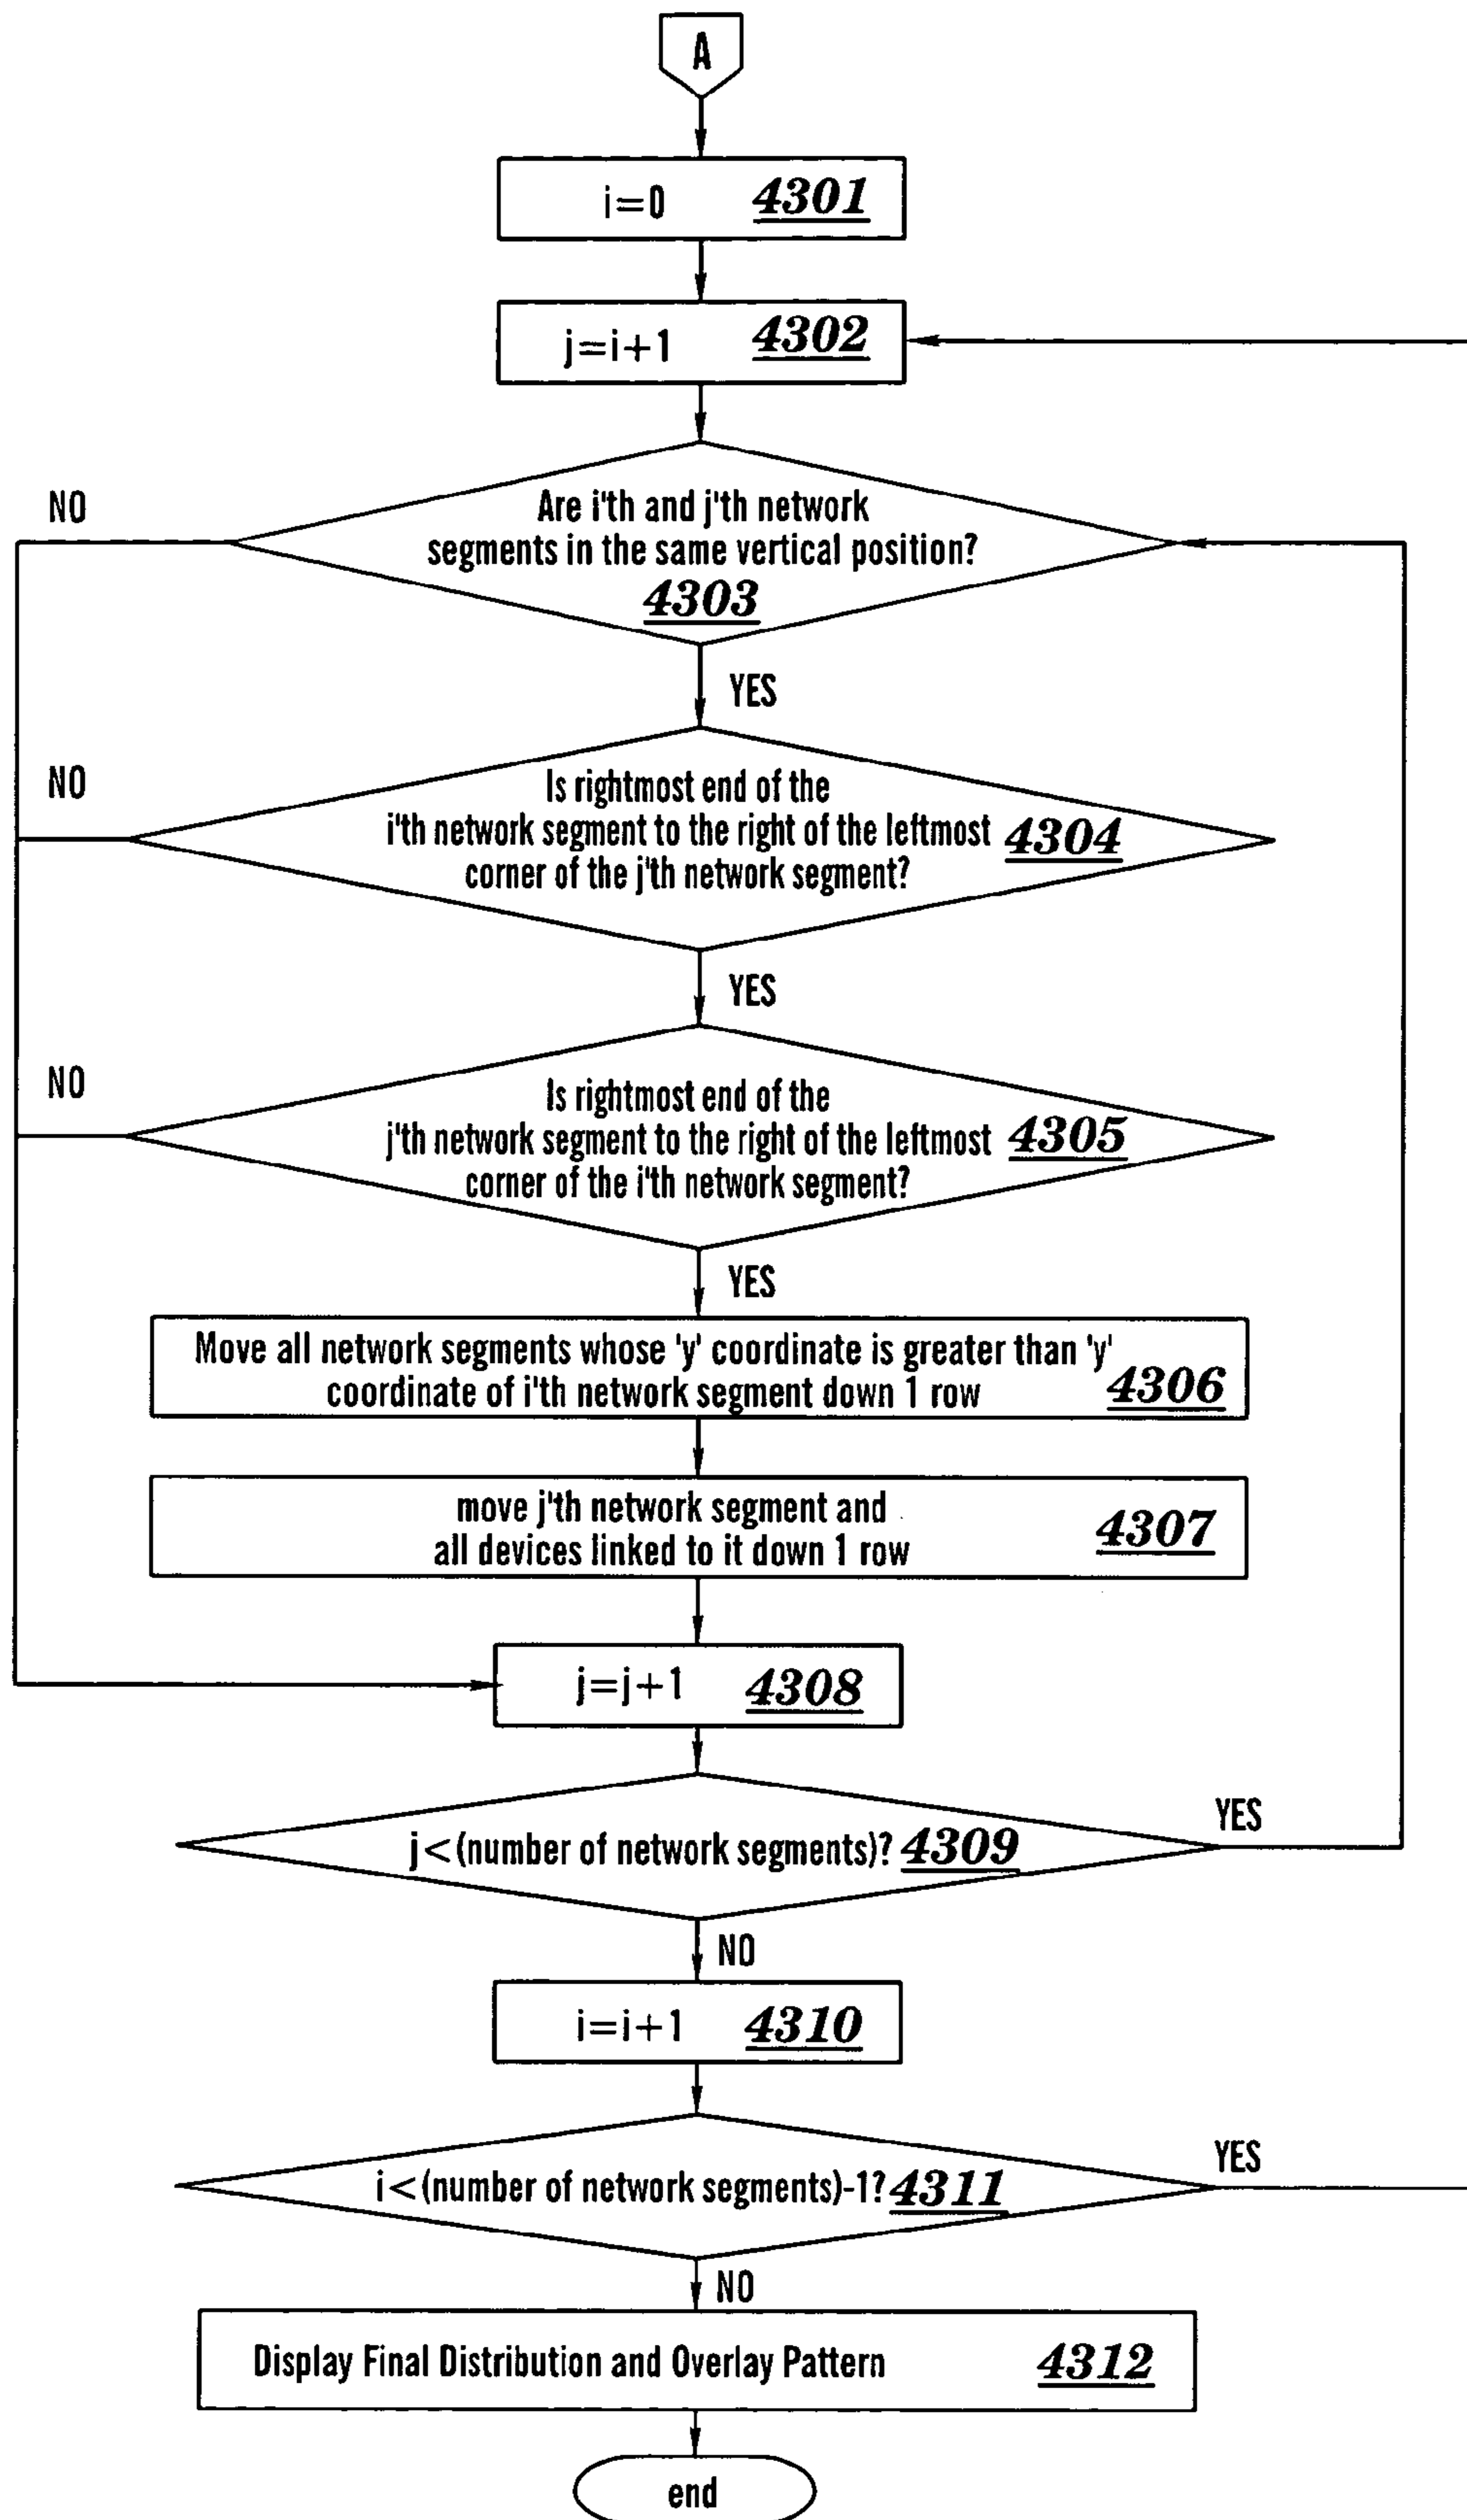 A
i=0 4301
j=i+1 4302
NO
Are i'th and j'th network
segments in the same vertical position?
4303
YES
NO
Is rightmost end of the
i'th network segment to the right of the leftmost 4304
corner of the j'th network segment?
YES
NO
Is rightmost end of the
j'th network segment to the right of the leftmost 4305
corner of the i'th network segment?
YES
Move all network segments whose 'y' coordinate is greater than 'y'
coordinate of i'th network segment down 1 row 4306
move j'th network segment and
all devices linked to it down 1 row 4307
j=j+1 4308
YES
j<(number of network segments)? 4309
NO
i=i+1 4310
YES
i<(number of network segments)-1? 4311
NO
Display Final Distribution and Overlay Pattern 4312
end